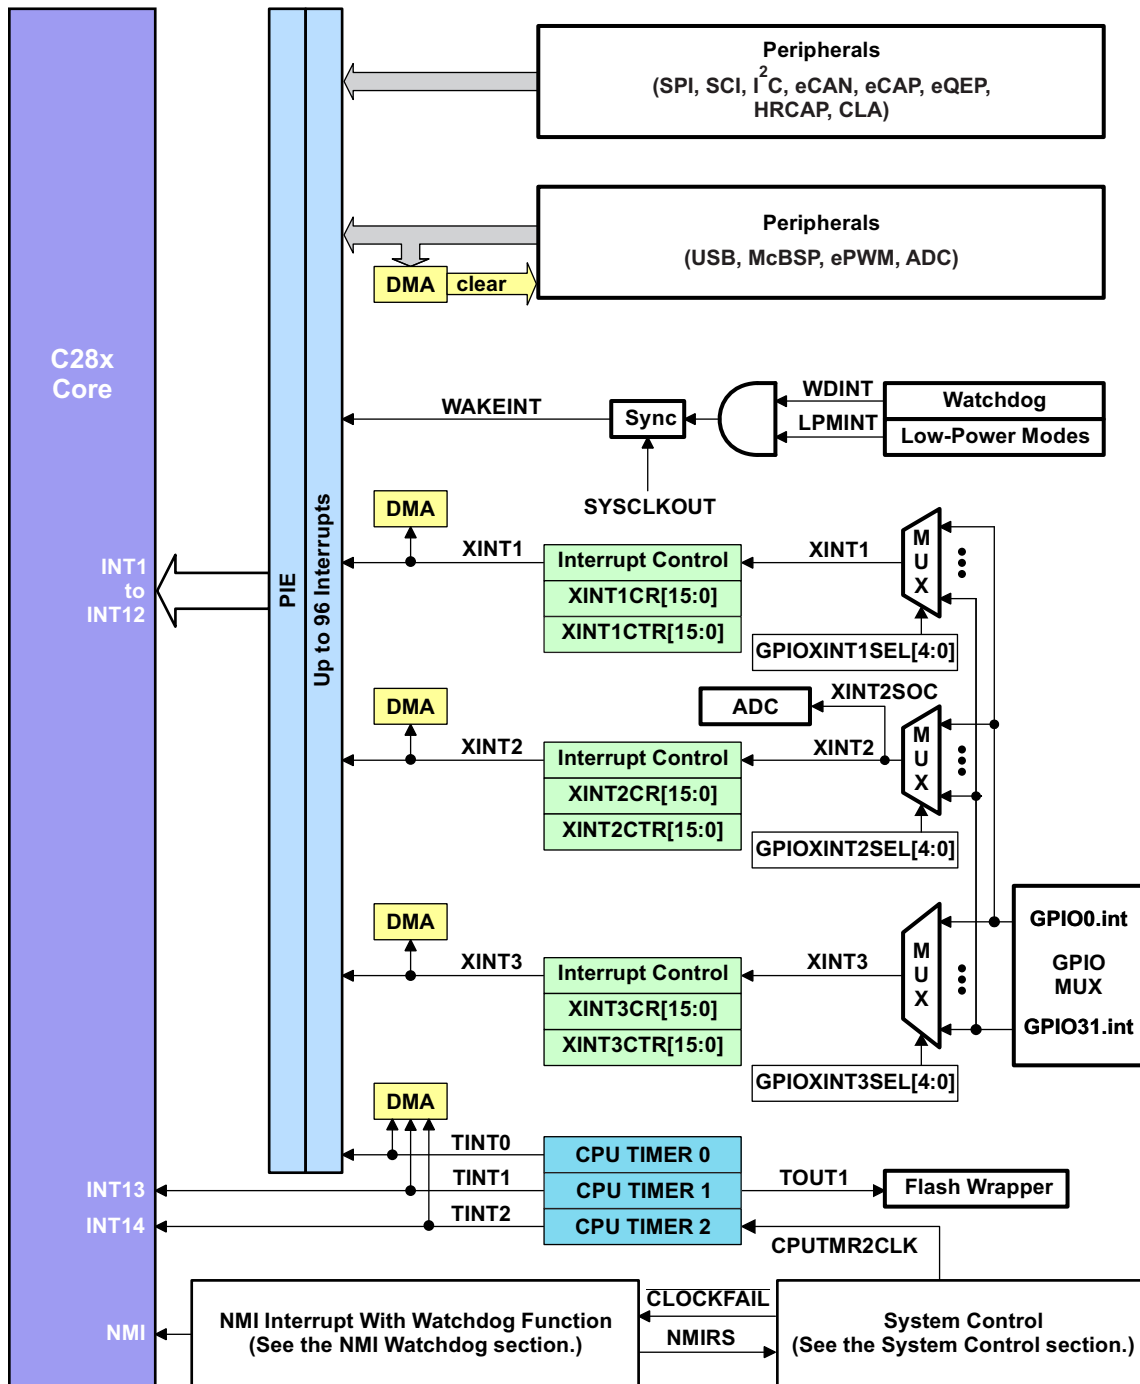 Peripherals
(SPI, SCI, I²C, eCAN, eCAP, eQEP,
HRCAP, CLA)
Peripherals
(USB, McBSP, ePWM, ADC)
DMA
clear
C28x
Core
WAKEINT
Sync
WDINT
LPMINT
Watchdog
Low-Power Modes
SYSCLKOUT
DMA
XINT1
Interrupt Control
XINT1CR[15:0]
XINT1CTR[15:0]
XINT1
MUX
GPIOXINT1SEL[4:0]
INT1
to
INT12
PIE
Up to 96 Interrupts
DMA
ADC
XINT2SOC
XINT2
Interrupt Control
XINT2CR[15:0]
XINT2CTR[15:0]
XINT2
MUX
GPIOXINT2SEL[4:0]
DMA
XINT3
Interrupt Control
XINT3CR[15:0]
XINT3CTR[15:0]
XINT3
MUX
GPIOXINT3SEL[4:0]
GPIO0.int
GPIO
MUX
GPIO31.int
DMA
TINT0
CPU TIMER 0
INT13
TINT1
CPU TIMER 1
TOUT1
Flash Wrapper
INT14
TINT2
CPU TIMER 2
CPUTMR2CLK
NMI
NMI Interrupt With Watchdog Function
(See the NMI Watchdog section.)
CLOCKFAIL
NMIRS
System Control
(See the System Control section.)